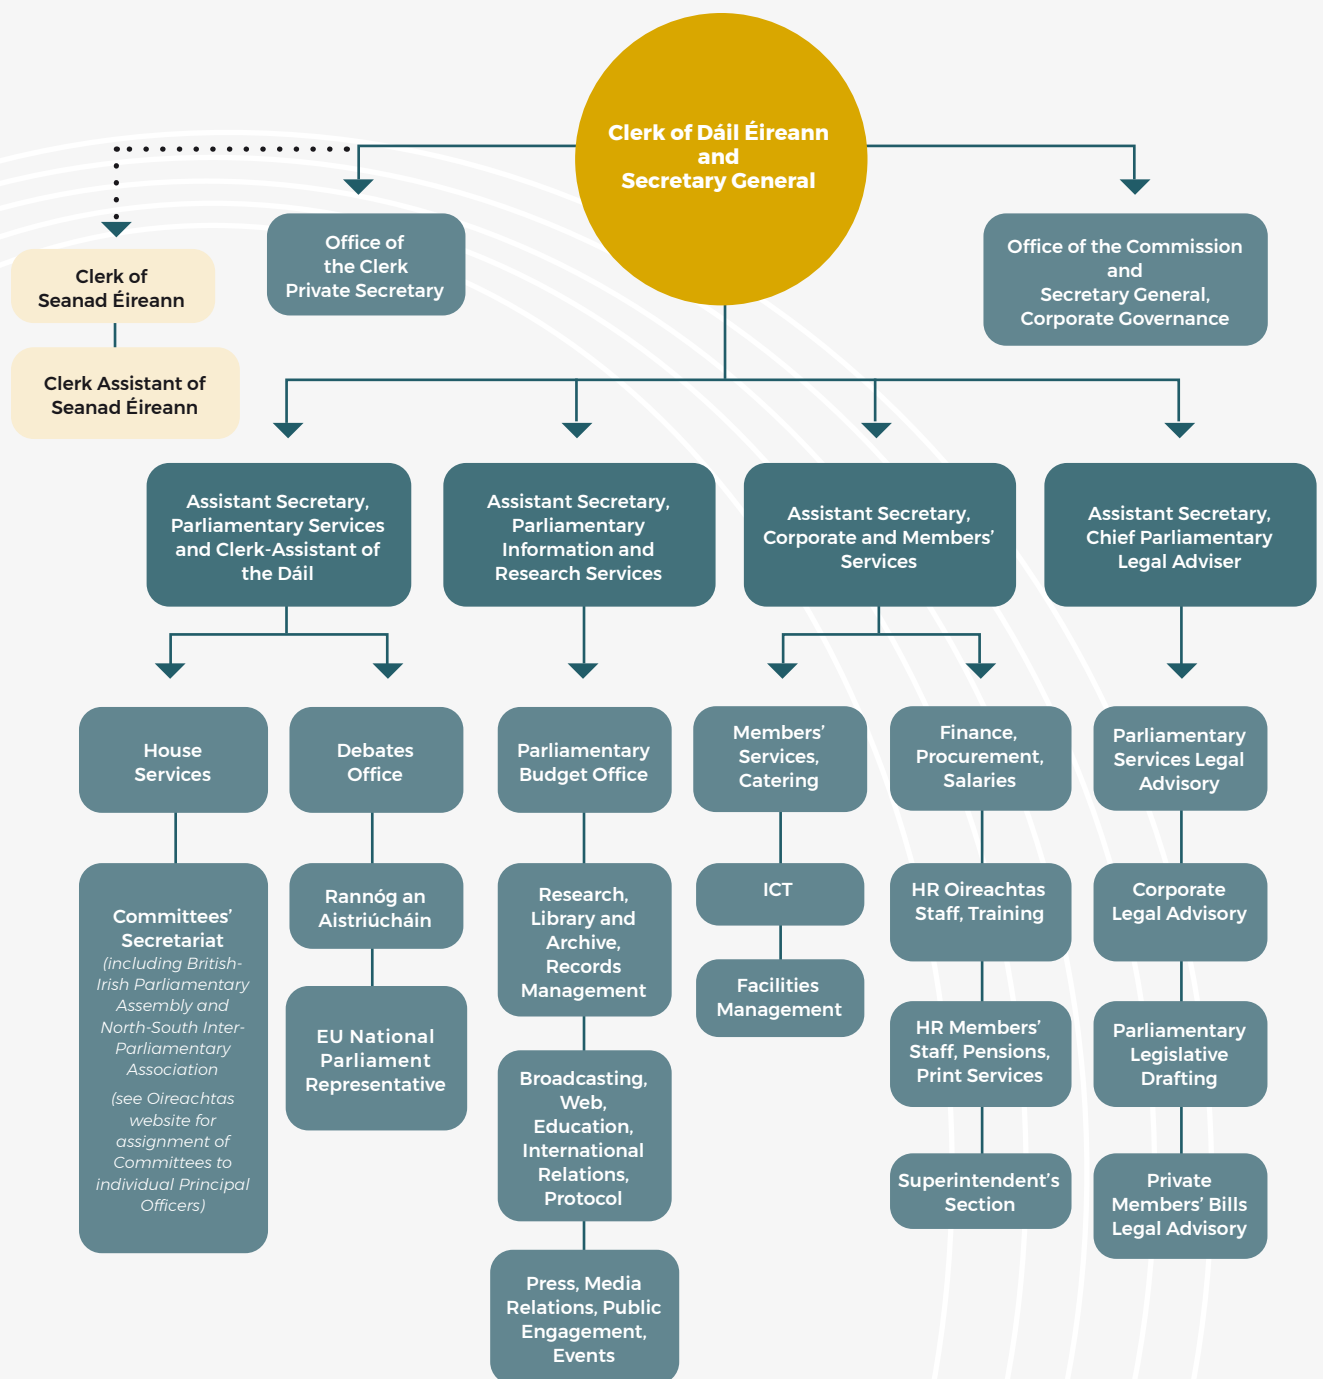 Clerk of Dáil Éireann
and
Secretary General
Office of
the Clerk
Private Secretary
Office of the Commission
and
Secretary General,
Corporate Governance
Clerk of
Seanad Éireann
Clerk Assistant of
Seanad Éireann
Assistant Secretary,
Parliamentary Services
and Clerk-Assistant of
the Dáil
Assistant Secretary,
Parliamentary
Information and
Research Services
Assistant Secretary,
Corporate and Members’
Services
Assistant Secretary,
Chief Parliamentary
Legal Adviser
House
Services
Committees’
Secretariat
(including British-
Irish Parliamentary
Assembly and
North-South Inter-
Parliamentary
Association
(see Oireachtas
website for
assignment of
Committees to
individual Principal
Officers)
Debates
Office
Rannóg an
Aistriúcháin
EU National
Parliament
Representative
Parliamentary
Budget Office
Research,
Library and
Archive,
Records
Management
Broadcasting,
Web,
Education,
International
Relations,
Protocol
Press, Media
Relations, Public
Engagement,
Events
Members’
Services,
Catering
ICT
Facilities
Management
Finance,
Procurement,
Salaries
HR Oireachtas
Staff, Training
HR Members’
Staff, Pensions,
Print Services
Superintendent’s
Section
Parliamentary
Services Legal
Advisory
Corporate
Legal Advisory
Parliamentary
Legislative
Drafting
Private
Members’ Bills
Legal Advisory